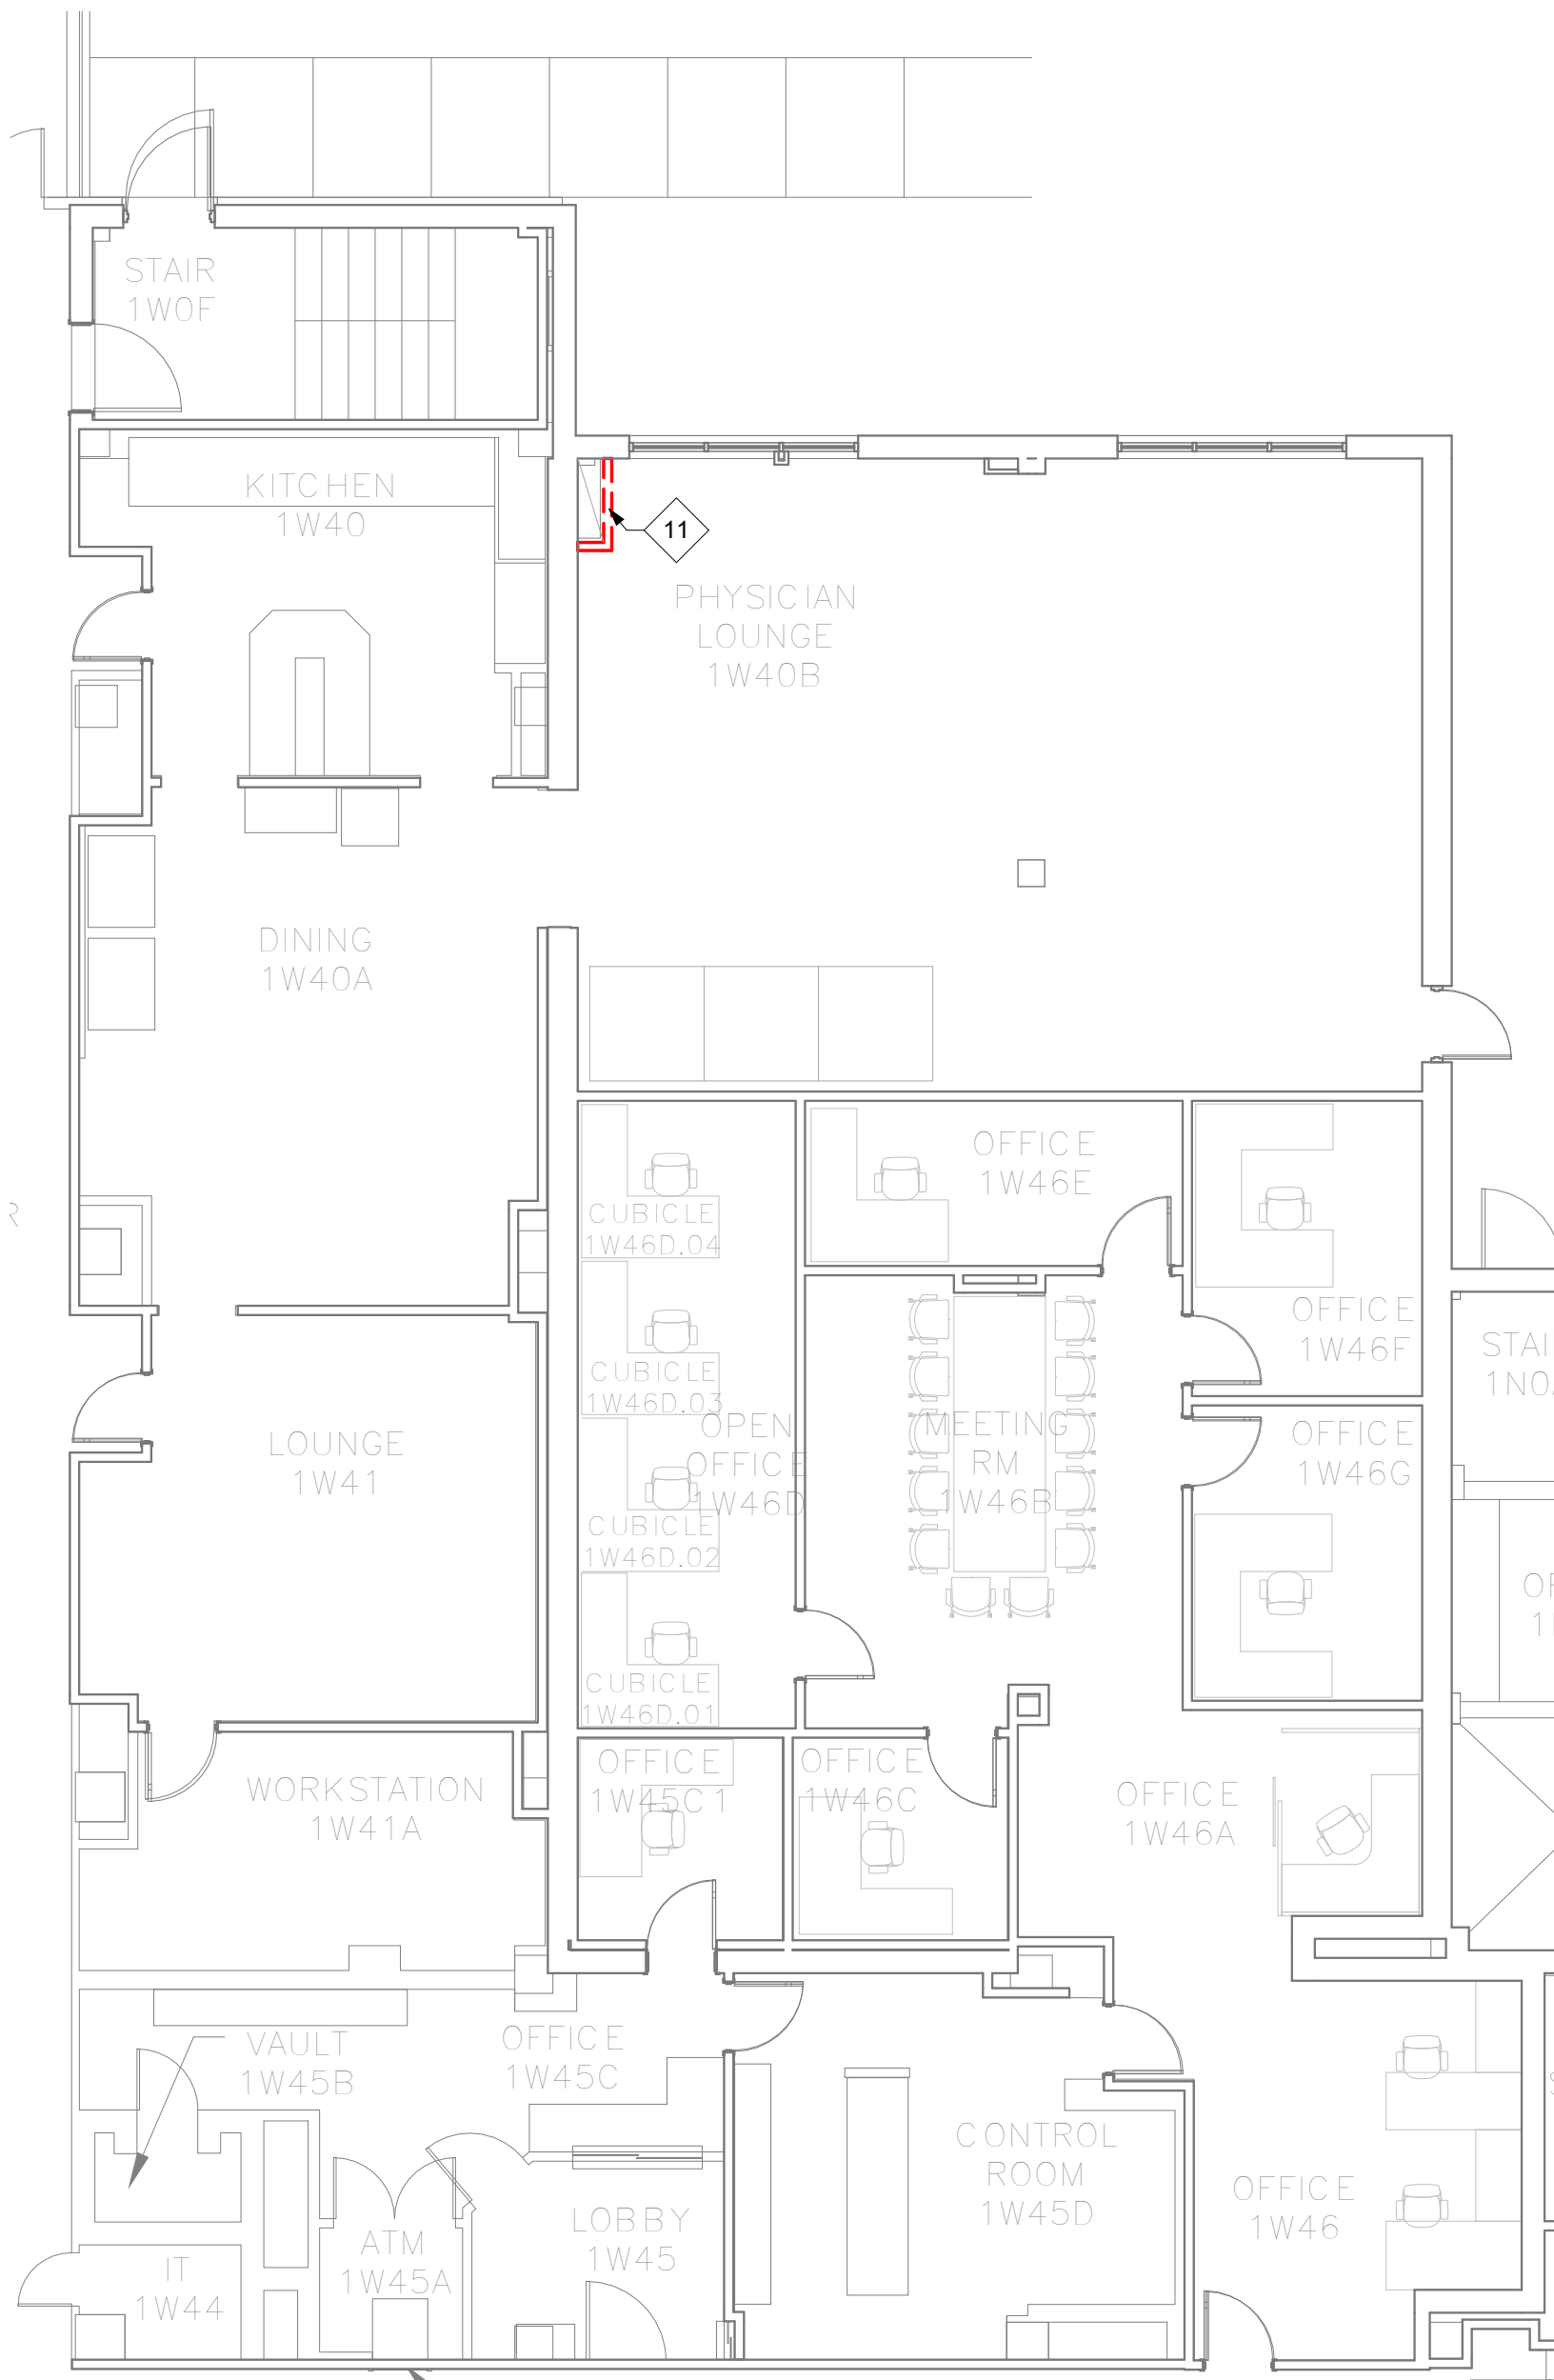 STAIR
1W0F
KITCHEN
1W40
11
PHYSICIAN
LOUNGE
1W40B
DINING
1W40A
OFFICE
1W46E
CUBICLE
1W46D.04
R
OFFICE
1W46F
STAI
1N0
CUBICLE
1W46D.03
OPEN
OFFICE
1W46D
MEETING
RM
1W46B
LOUNGE
1W41
OFFICE
1W46G
CUBICLE
1W46D.02
CUBICLE
1W46D.01
OFFICE
1W45C1
OFFICE
1W46C
WORKSTATION
1W41A
OFFICE
1W46A
VAULT
1W45B
OFFICE
1W45C
CONTROL
ROOM
1W45D
OFFICE
1W46
LOBBY
1W45
ATM
1W45A
IT
1W44